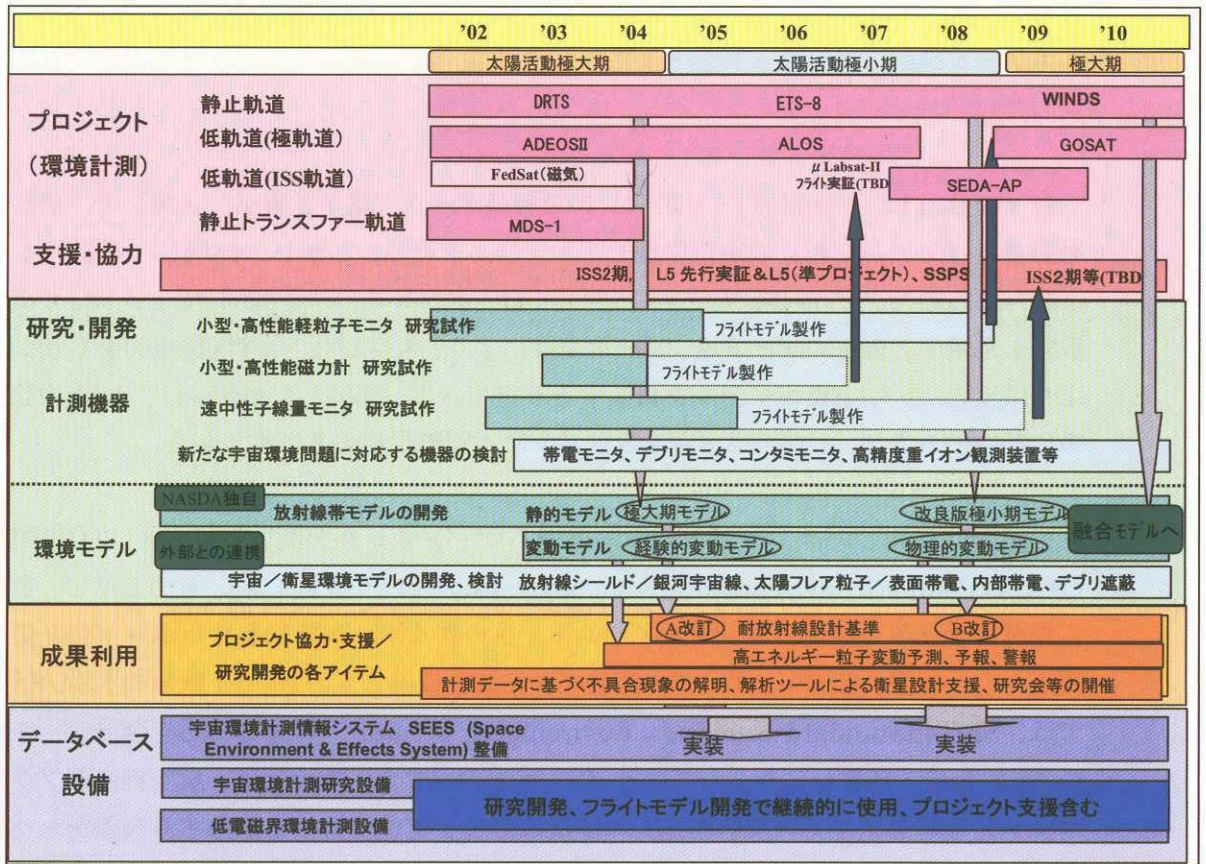 '02 '03 '04 '05 '06 '07 '08 '09 '10
太陽活動極大期 太陽活動極小期 極大期
プロジェクト
(環境計測)
支援・協力
静止軌道 DRTS ETS-8 WINDS
低軌道(極軌道) ADEOSII ALOS GOSAT
低軌道(ISS軌道) FedSat(磁気) SEDA-AP
μLabsat-II
フライト実証(TBD
静止トランスファー軌道 MDS-1
ISS2期, L5先行実証&L5(準プロジェクト)、SSPS ISS2期等(TBD
研究・開発
計測機器
小型・高性能軽粒子モニタ 研究試作 フライトモデル製作
小型・高性能磁力計 研究試作 フライトモデル製作
速中性子線量モニタ 研究試作 フライトモデル製作
新たな宇宙環境問題に対応する機器の検討 帯電モニタ、デブリモニタ、コンタミモニタ、高精度重イオン観測装置等
環境モデル
NASDA独自
放射線帯モデルの開発 静的モデル 極大期モデル 改良版極小期モデル
融合モデルへ
外部との連携 変動モデル 経験的変動モデル 物理的変動モデル
宇宙/衛星環境モデルの開発、検討 放射線シールド/銀河宇宙線、太陽フレア粒子/表面帯電、内部帯電、デブリ遮蔽
成果利用
プロジェクト協力・支援/
研究開発の各アイテム
A改訂 耐放射線設計基準 B改訂
高エネルギー粒子変動予測、予報、警報
計測データに基づく不具合現象の解明、解析ツールによる衛星設計支援、研究会等の開催
データベース
設備
宇宙環境計測情報システム SEES (Space
Environment & Effects System) 整備
実装 実装
宇宙環境計測研究設備
低電磁界環境計測設備
研究開発、フライトモデル開発で継続的に使用、プロジェクト支援含む